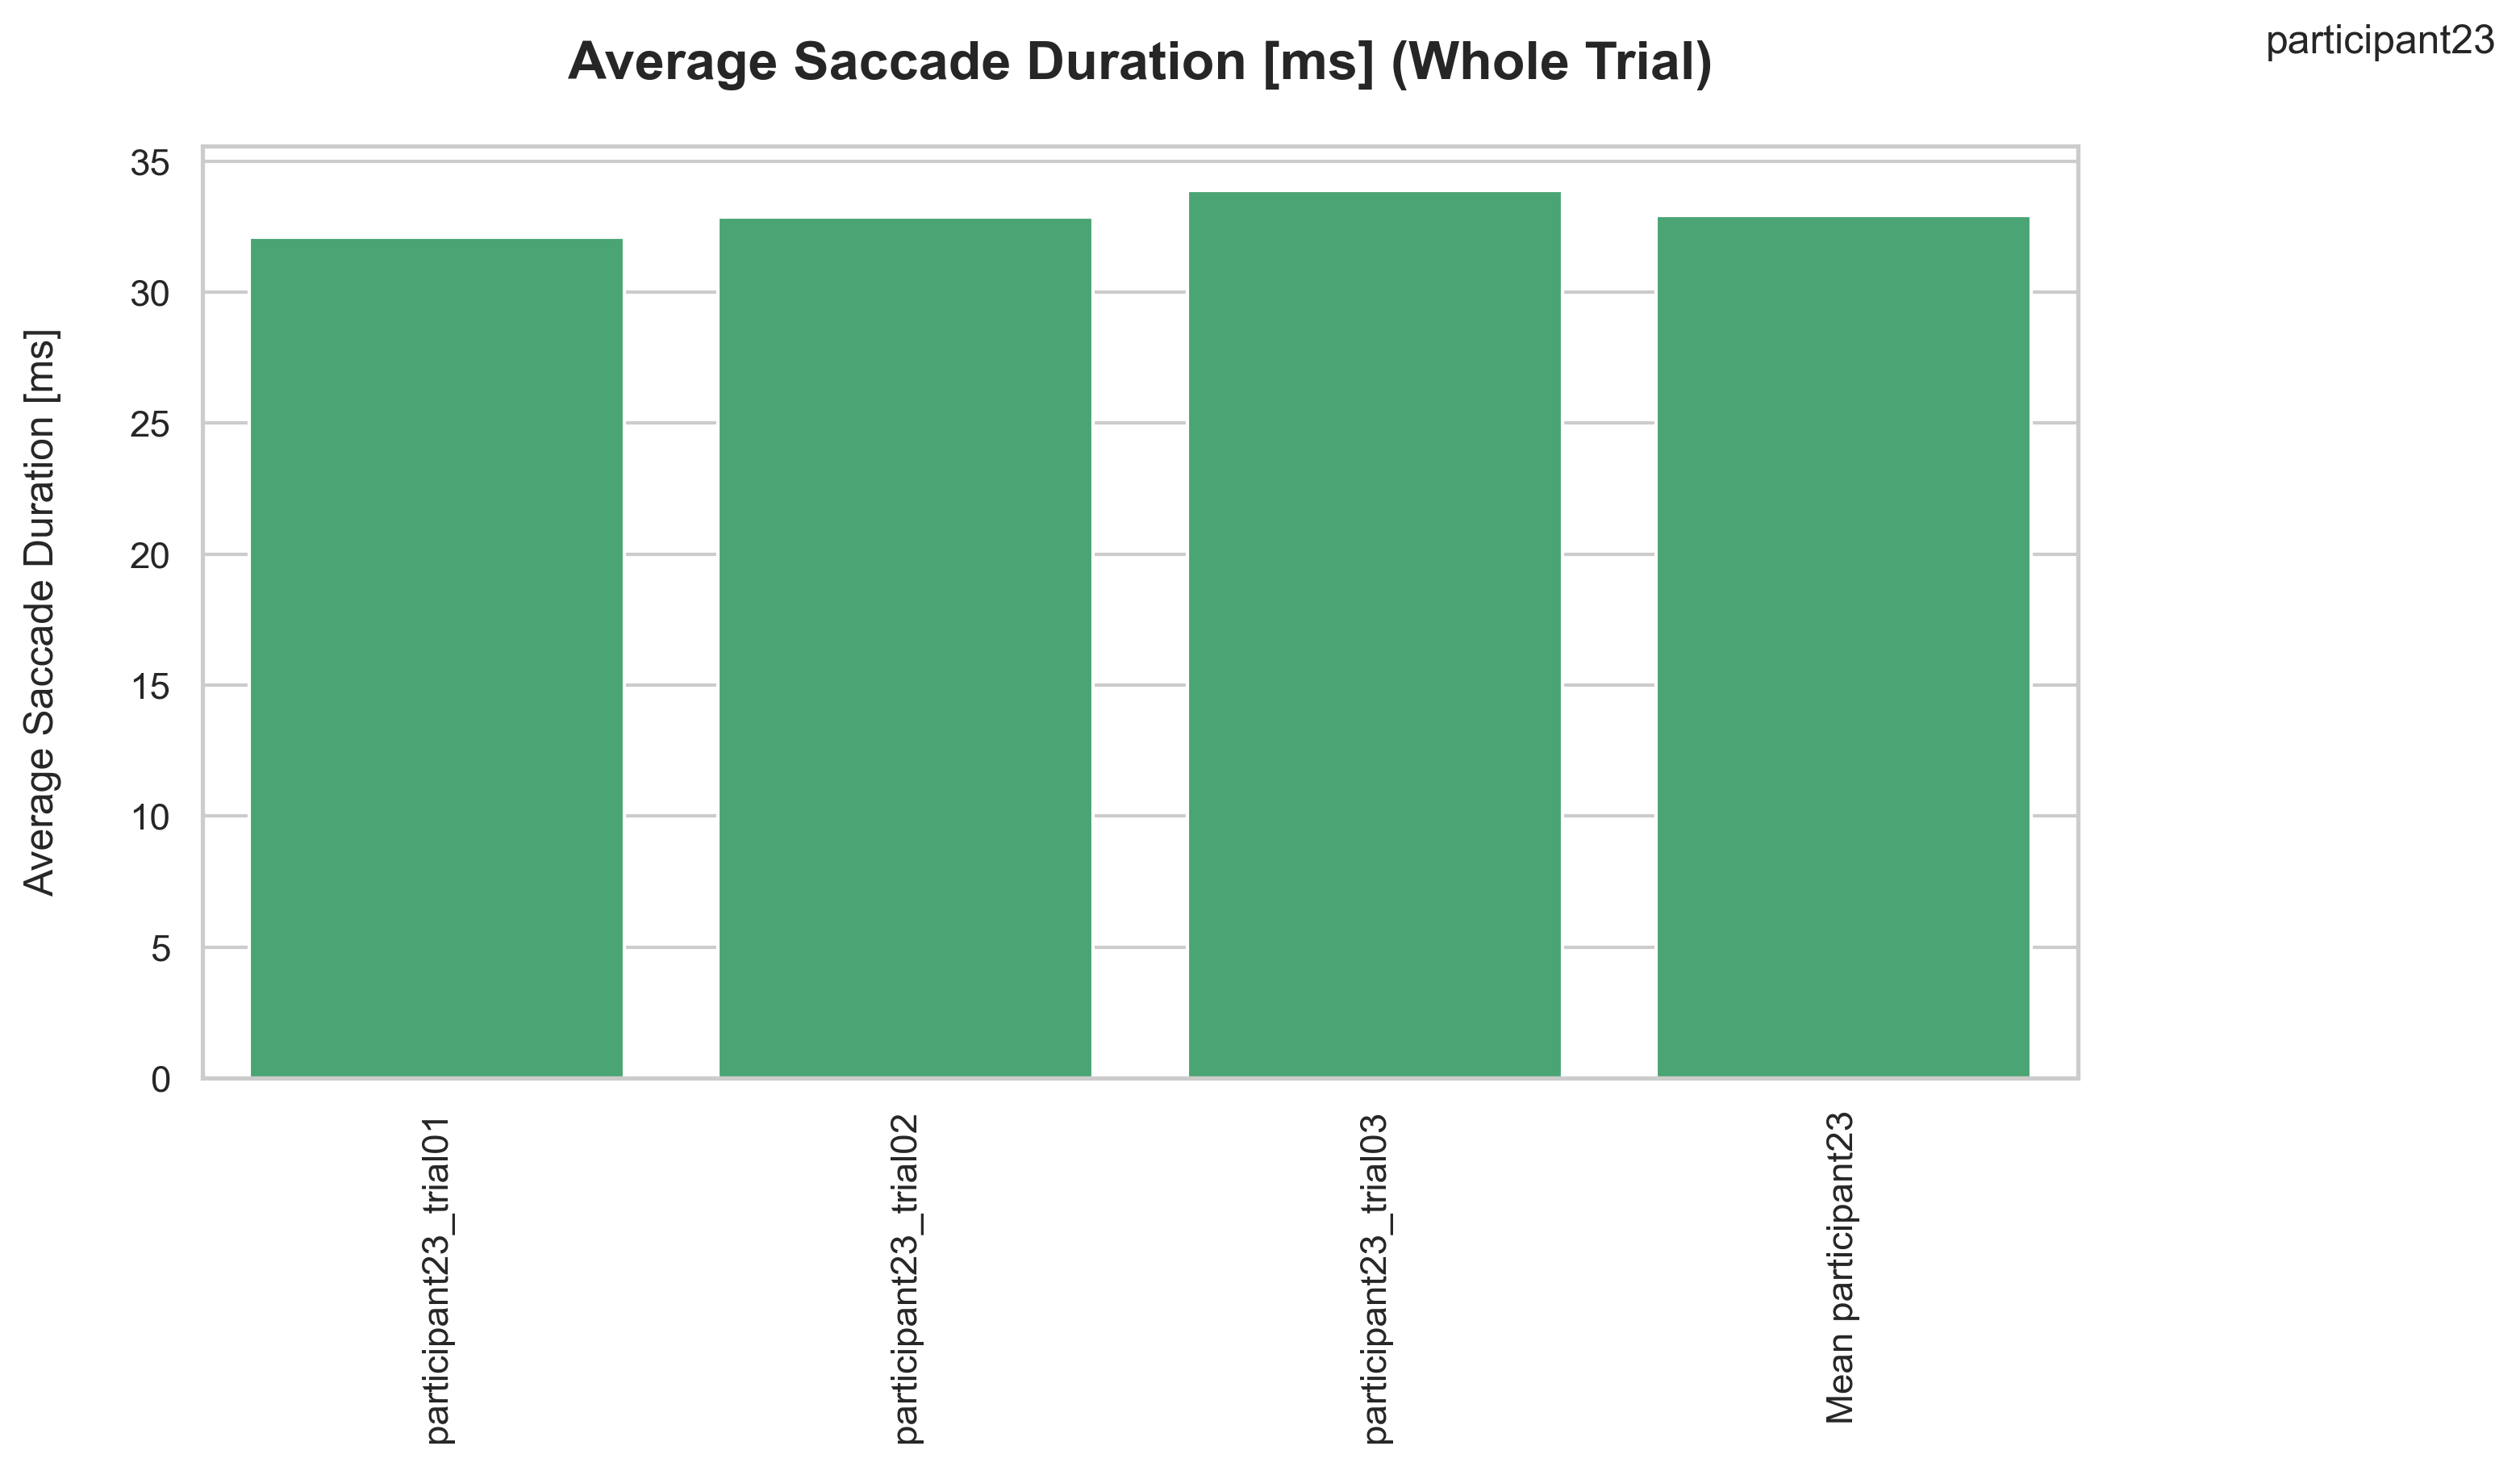 participant23
Average Saccade Duration [ms] (Whole Trial)
Average Saccade Duration [ms]
35
30
25
20
15
10
5
0
participant23_trial01
participant23_trial02
participant23_trial03
Mean participant23